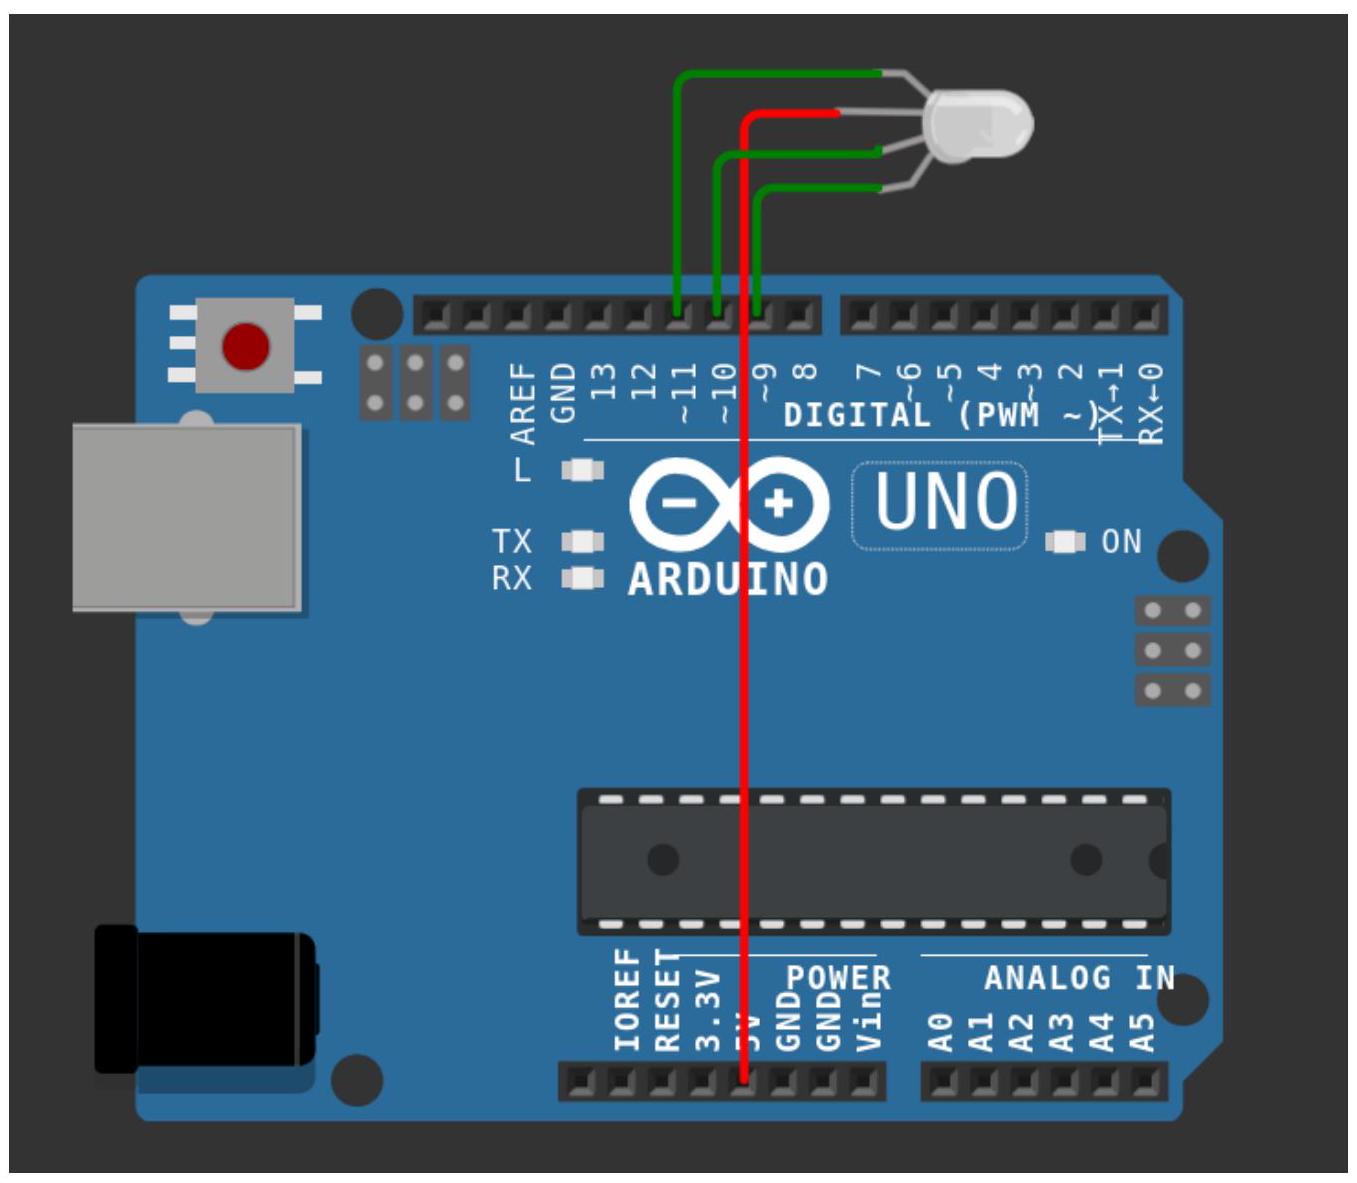 AREF
GND
13
12
~11
~10
~9
8
7
~6
~5
4
~3
2
TX→1
RX←0
DIGITAL (PWM ~)
L
TX
RX
ARDUINO
UNO
ON
IOREF
RESET
3.3V
5V
GND
GND
Vin
POWER
ANALOG IN
A0
A1
A2
A3
A4
A5